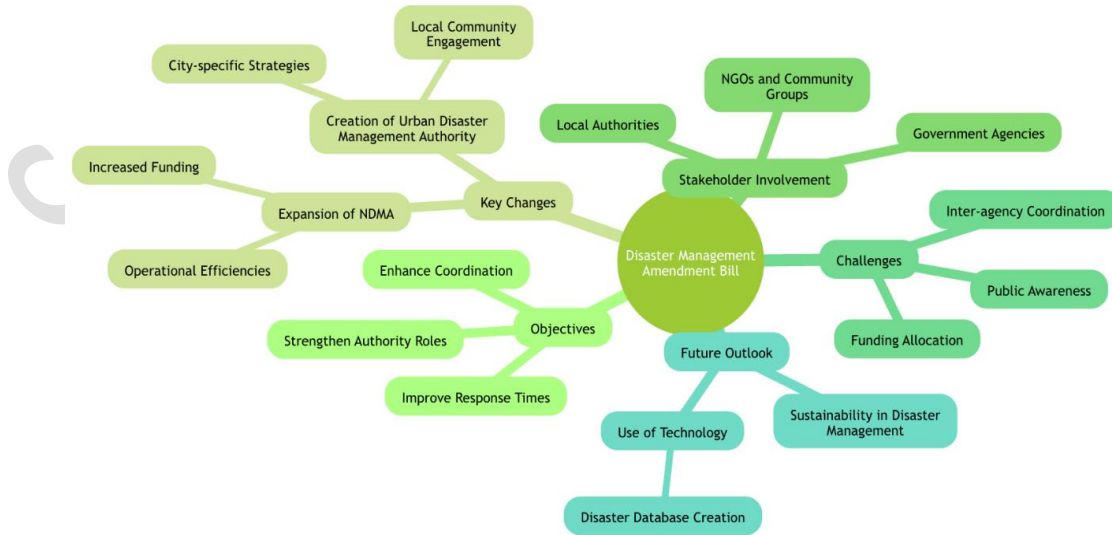 Local Community
Engagement
City-specific Strategies
NGOs and Community
Groups
Creation of Urban Disaster
Management Authority
Local Authorities
Government Agencies
Increased Funding
Stakeholder Involvement
Key Changes
Expansion of NDMA
Inter-agency Coordination
Disaster Management
Amendment Bill
Challenges
Operational Efficiencies
Enhance Coordination
Public Awareness
Objectives
Strengthen Authority Roles
Funding Allocation
Future Outlook
Improve Response Times
Sustainability in Disaster
Management
Use of Technology
Disaster Database Creation